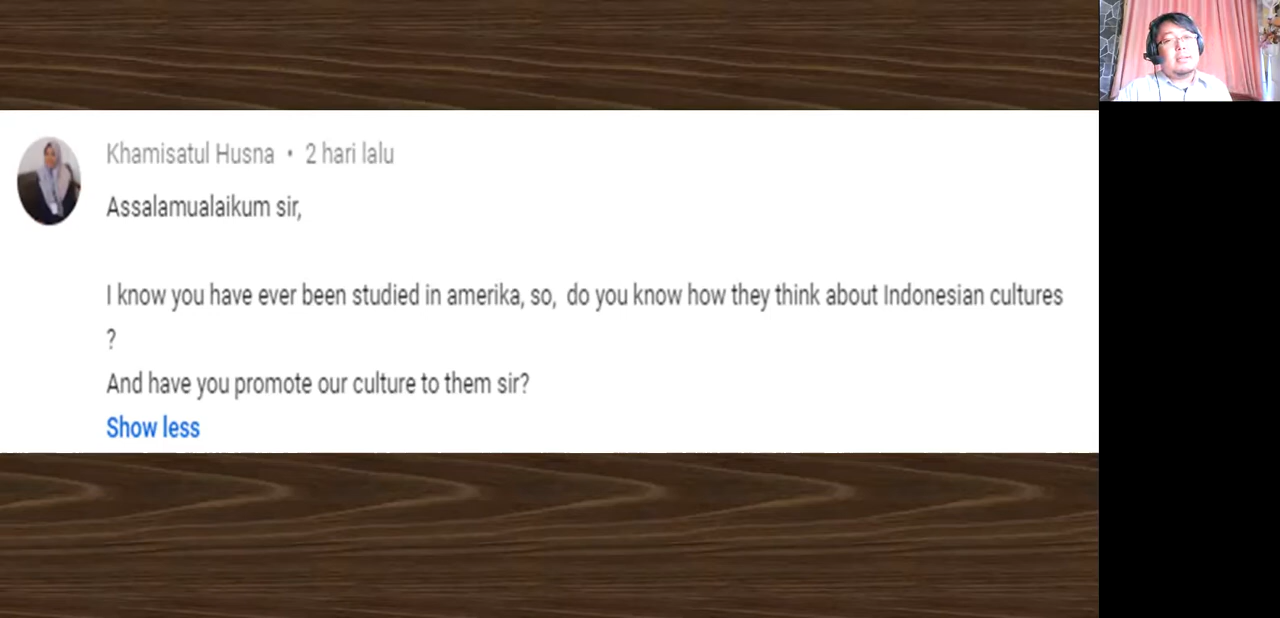 Khamisatul Husna • 2 hari lalu
Assalamualaikum sir,
I know you have ever been studied in amerika, so, do you know how they think about Indonesian cultures
?
And have you promote our culture to them sir?
Show less